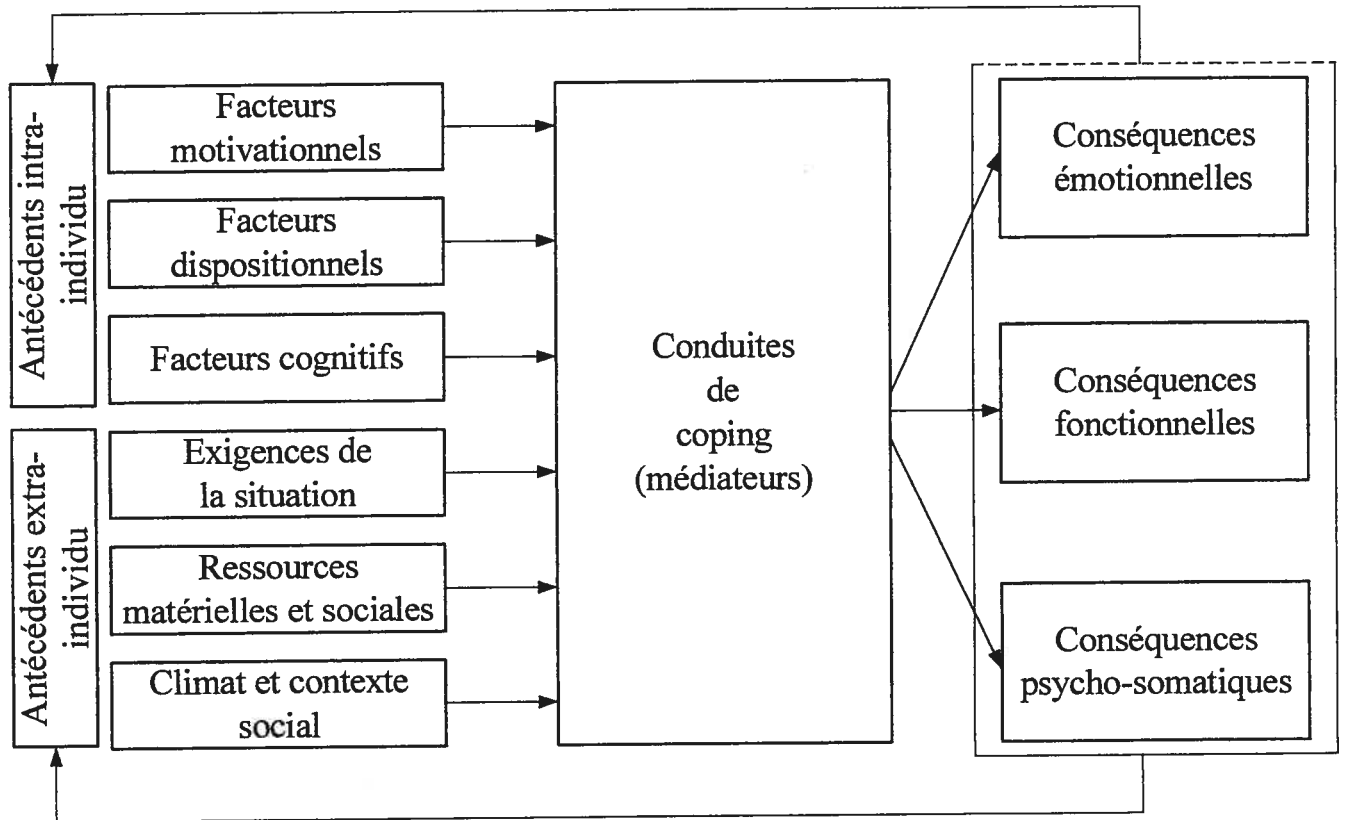 Antécédents intra-
individu
Facteurs
motivationnels
Facteurs
dispositionnels
Facteurs cognitifs
Antécédents extra-
individu
Exigences de
la situation
Ressources
matérielles et sociales
Climat et contexte
social
Conduites
de
coping
(médiateurs)
Conséquences
émotionnelles
Conséquences
fonctionnelles
Conséquences
psycho-somatiques